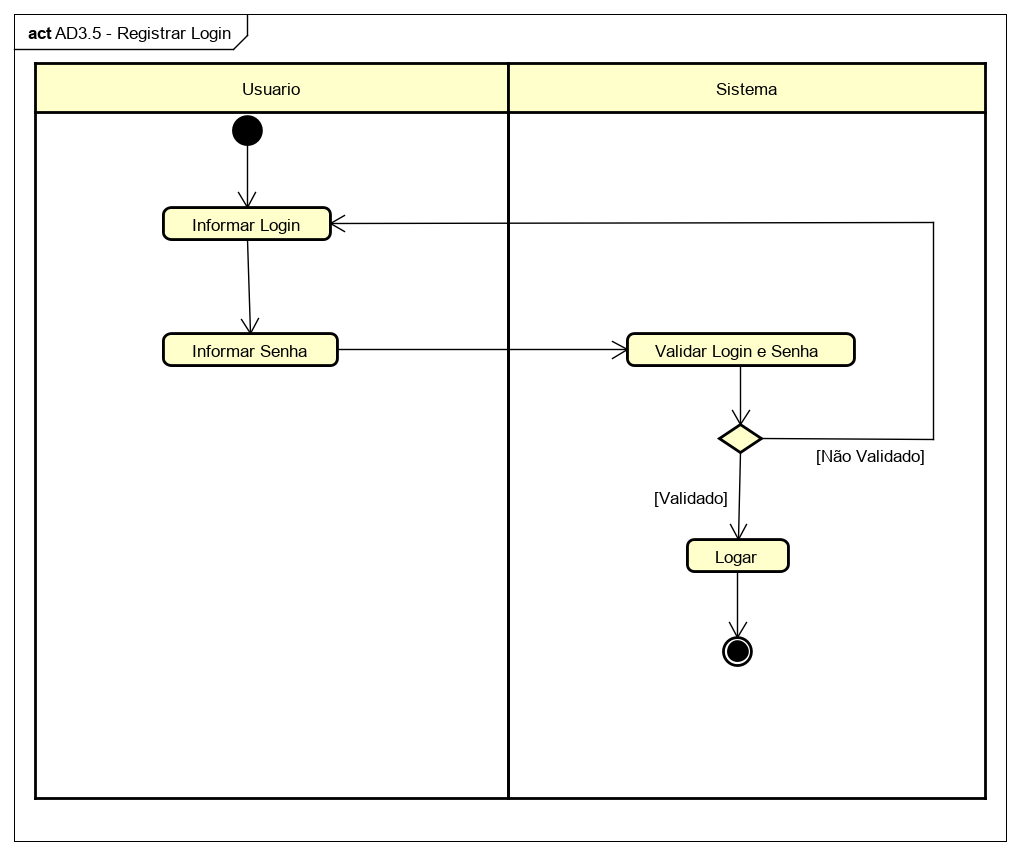 act AD3.5 - Registrar Login
Usuario
Sistema
Informar Login
Informar Senha
Validar Login e Senha
[Não Validado]
[Validado]
Logar